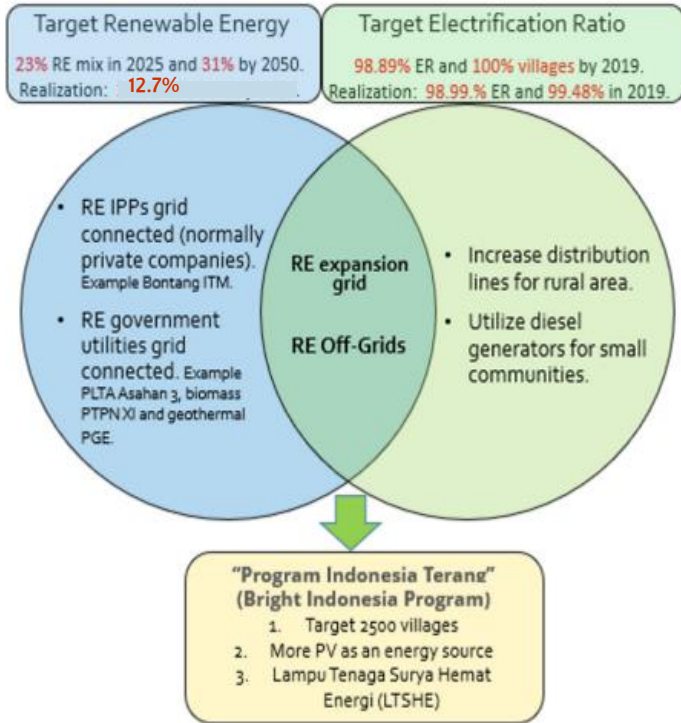 Target Renewable Energy
23% RE mix in 2025 and 31% by 2050.
Realization: 12.7%
Target Electrification Ratio
98.89% ER and 100% villages by 2019.
Realization: 98.99.% ER and 99.48% in 2019.
• RE IPPs grid
connected (normally
private companies).
Example Bontang ITM.
• RE government
utilities grid
connected. Example
PLTA Asahan 3, biomass
PTPN XI and geothermal
PGE.
RE expansion
grid
RE Off-Grids
• Increase distribution
lines for rural area.
• Utilize diesel
generators for small
communities.
"Program Indonesia Terang"
(Bright Indonesia Program)
1. Target 2500 villages
2. More PV as an energy source
3. Lampu Tenaga Surya Hemat
Energi (LTSHE)